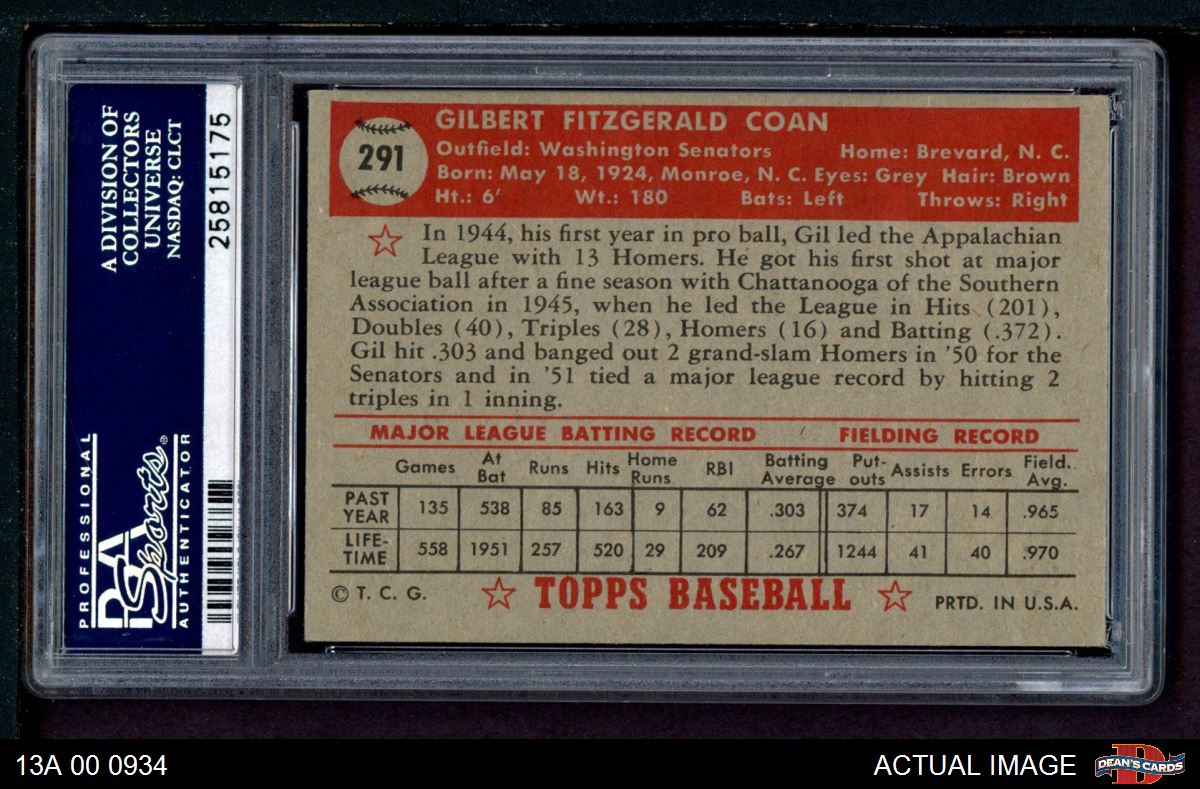 A DIVISION OF
COLLECTORS
UNIVERSE
NASDAQ: CLCT
25815175
PROFESSIONAL
PSA
Sports®
AUTHENTICATOR
291
GILBERT FITZGERALD COAN
Outfield: Washington Senators Home: Brevard, N. C.
Born: May 18, 1924, Monroe, N. C. Eyes: Grey Hair: Brown
Ht.: 6' Wt.: 180 Bats: Left Throws: Right
In 1944, his first year in pro ball, Gil led the Appalachian
League with 13 Homers. He got his first shot at major
league ball after a fine season with Chattanooga of the Southern
Association in 1945, when he led the League in Hits (201),
Doubles (40), Triples (28), Homers (16) and Batting (.372).
Gil hit .303 and banged out 2 grand-slam Homers in '50 for the
Senators and in '51 tied a major league record by hitting 2
triples in 1 inning.
MAJOR LEAGUE BATTING RECORD FIELDING RECORD
Games At Bat Runs Hits Home Runs RBI Batting Average Put-outs Assists Errors Field. Avg.
PAST YEAR 135 538 85 163 9 62 .303 374 17 14 .965
LIFE-TIME 558 1951 257 520 29 209 .267 1244 41 40 .970
© T. C. G. TOPPS BASEBALL PRTD. IN U.S.A.
13A 00 0934 ACTUAL IMAGE
D
DEAN'S CARDS